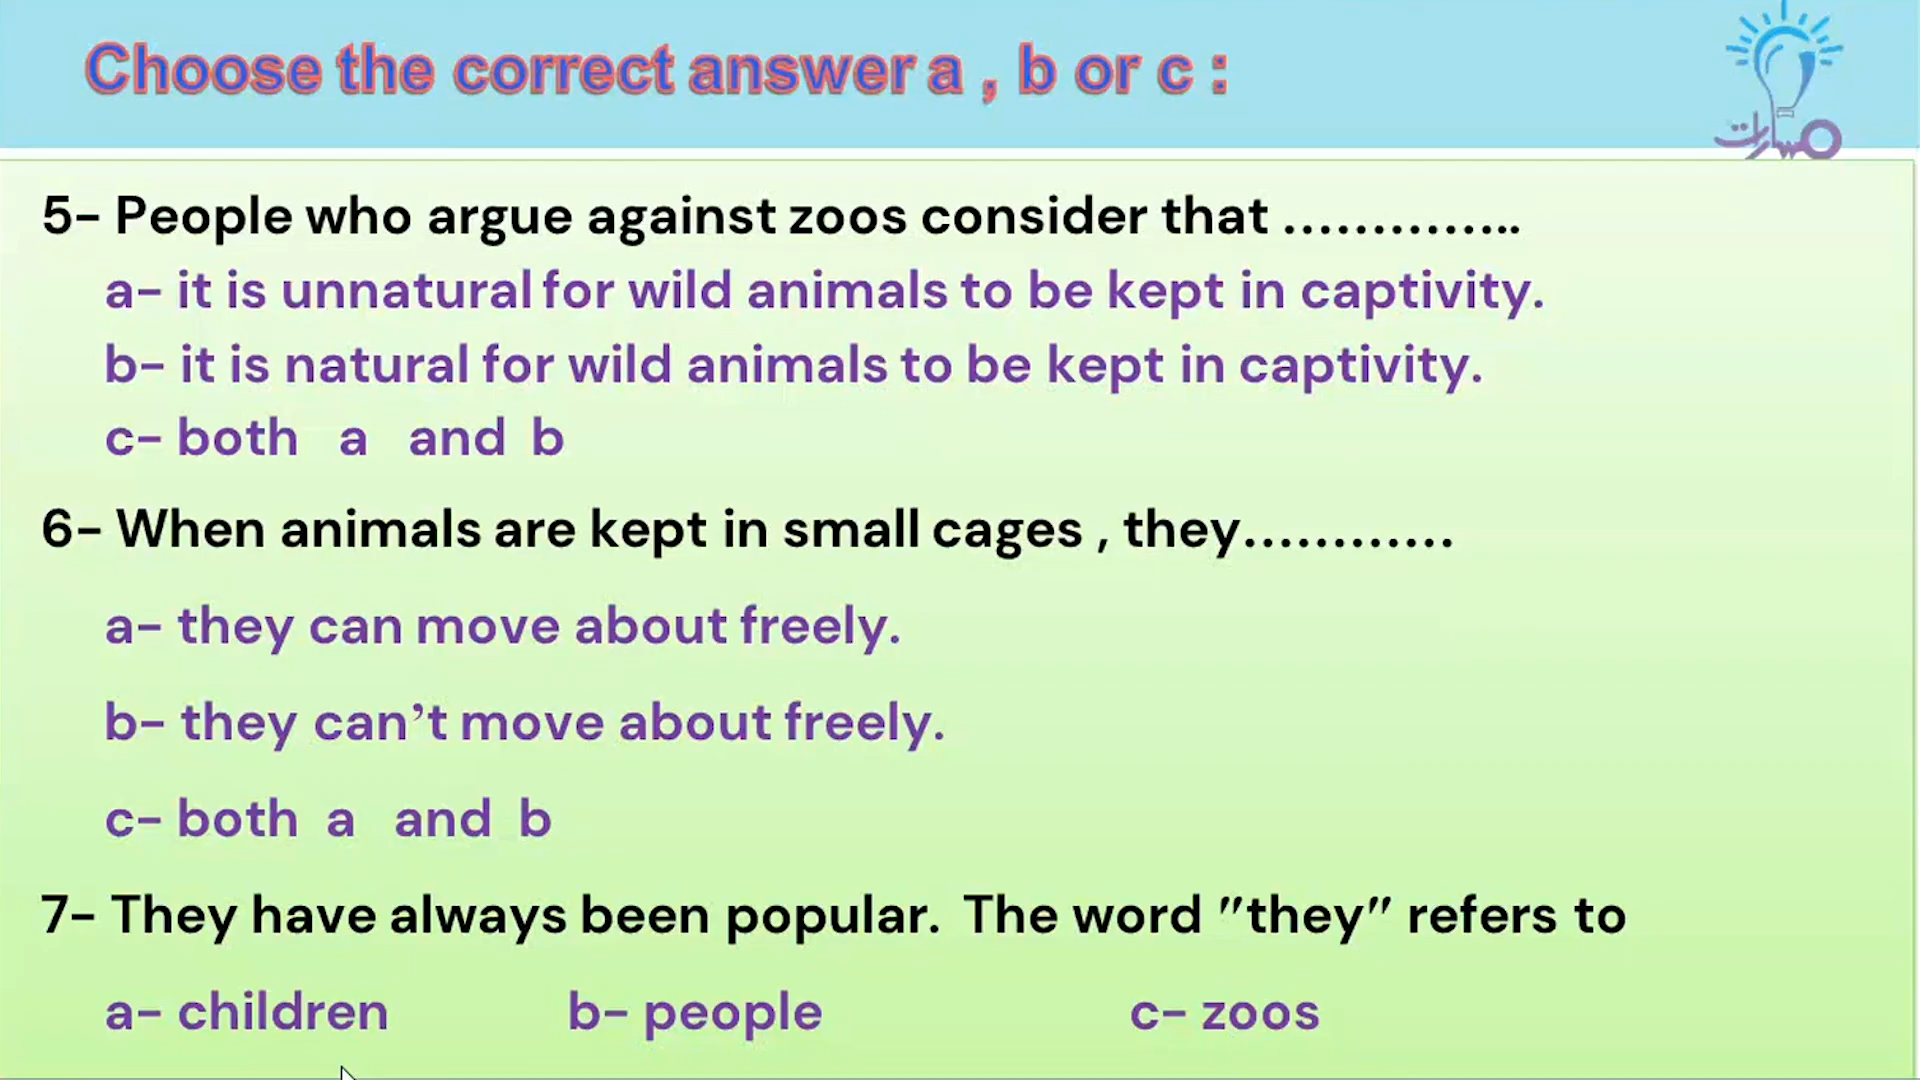 Choose the correct answer a , b or c :
مسارات
5- People who argue against zoos consider that …………..
a- it is unnatural for wild animals to be kept in captivity.
b- it is natural for wild animals to be kept in captivity.
c- both a and b
6- When animals are kept in small cages , they…………
a- they can move about freely.
b- they can’t move about freely.
c- both a and b
7- They have always been popular. The word "they" refers to
a- children b- people c- zoos